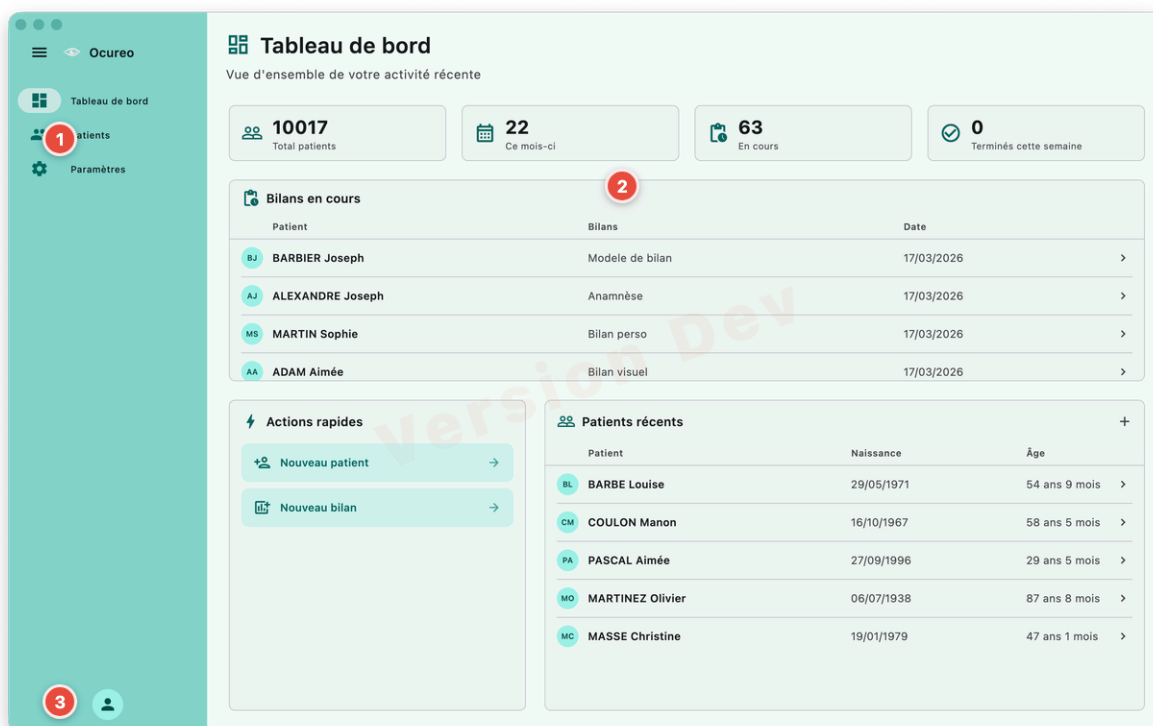 Ocureo
Tableau de bord
1
Patients
Paramètres
3
Tableau de bord
Vue d'ensemble de votre activité récente
10017
Total patients
22
Ce mois-ci
63
En cours
0
Terminés cette semaine
2
Bilans en cours
Patient Bilans Date
BJ BARBIER Joseph Modele de bilan 17/03/2026
AJ ALEXANDRE Joseph Anamnèse 17/03/2026
MS MARTIN Sophie Bilan perso 17/03/2026
AA ADAM Aimée Bilan visuel 17/03/2026
Version Dev
Actions rapides
Nouveau patient
Nouveau bilan
Patients récents
Patient Naissance Âge
BL BARBE Louise 29/05/1971 54 ans 9 mois
CM COULON Manon 16/10/1967 58 ans 5 mois
PA PASCAL Aimée 27/09/1996 29 ans 5 mois
MO MARTINEZ Olivier 06/07/1938 87 ans 8 mois
MC MASSE Christine 19/01/1979 47 ans 1 mois